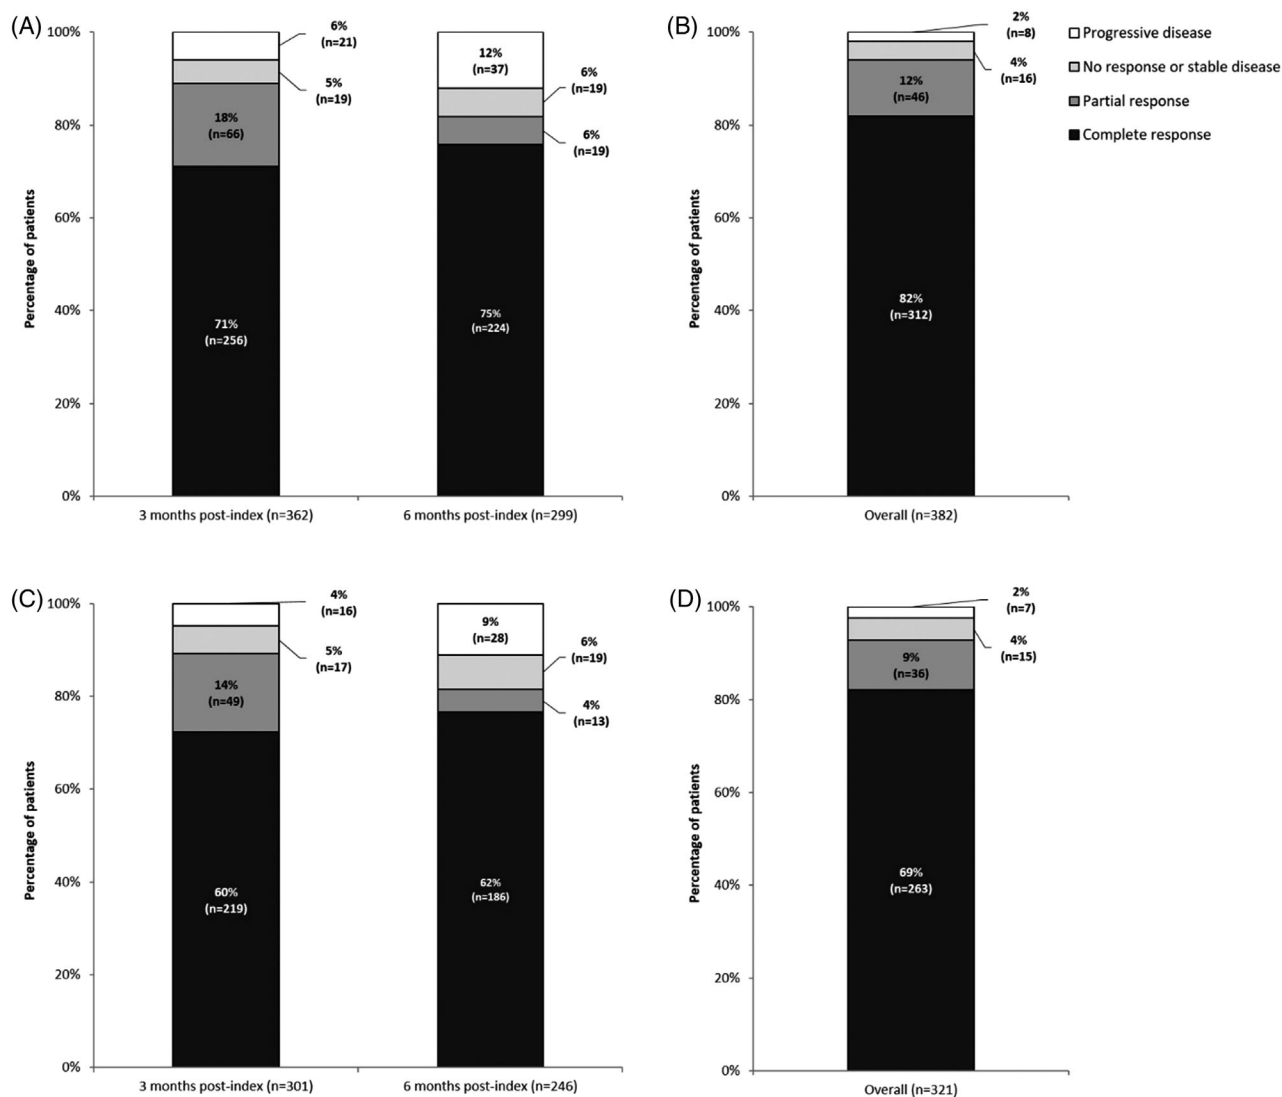 (A)
Percentage of patients
100%
80%
60%
40%
20%
0%
6%
(n=21)
5%
(n=19)
18%
(n=66)
71%
(n=256)
12%
(n=37)
6%
(n=19)
6%
(n=19)
75%
(n=224)
3 months post-index (n=362)
6 months post-index (n=299)
(B)
Percentage of patients
100%
80%
60%
40%
20%
0%
2%
(n=8)
4%
(n=16)
12%
(n=46)
82%
(n=312)
Overall (n=382)
Progressive disease
No response or stable disease
Partial response
Complete response
(C)
Percentage of patients
100%
80%
60%
40%
20%
0%
4%
(n=16)
5%
(n=17)
14%
(n=49)
60%
(n=219)
9%
(n=28)
6%
(n=19)
4%
(n=13)
62%
(n=186)
3 months post-index (n=301)
6 months post-index (n=246)
(D)
Percentage of patients
100%
80%
60%
40%
20%
0%
2%
(n=7)
4%
(n=15)
9%
(n=36)
69%
(n=263)
Overall (n=321)